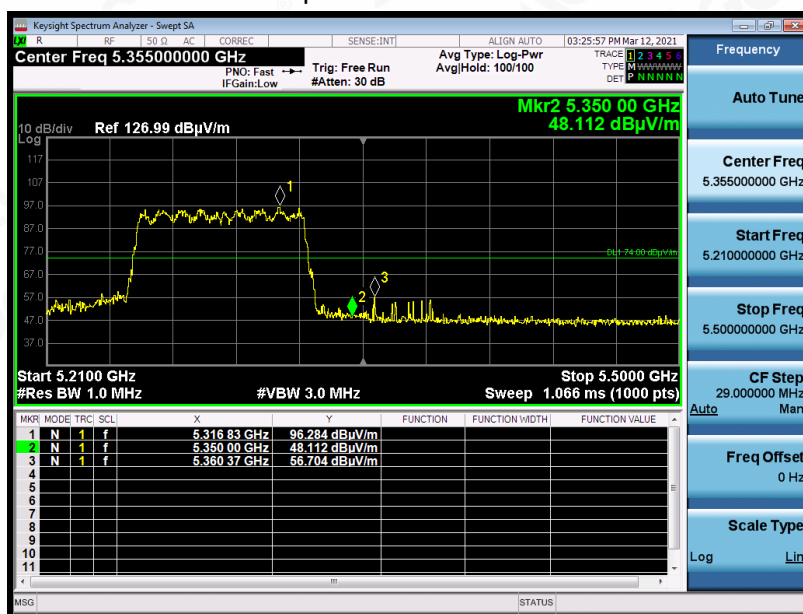 Keysight Spectrum Analyzer - Swept SA
LXI R RF 50 Ω AC CORREC SENSE:INT ALIGN AUTO 03:25:57 PM Mar 12, 2021
Center Freq 5.355000000 GHz
PNO: Fast
IFGain:Low
Trig: Free Run
#Atten: 30 dB
Avg Type: Log-Pwr
Avg|Hold: 100/100
TRACE 1 2 3 4 5 6
TYPE M WWWWW
DET P N N N N N
Mkr2 5.350 00 GHz
48.112 dBµV/m
10 dB/div Ref 126.99 dBµV/m
Log
117
107
97.0
87.0
77.0
67.0
57.0
47.0
37.0
1
2
3
DL1 74.00 dBµV/m
Start 5.2100 GHz Stop 5.5000 GHz
#Res BW 1.0 MHz #VBW 3.0 MHz Sweep 1.066 ms (1000 pts)
MKR MODE TRC SCL X Y FUNCTION FUNCTION WIDTH FUNCTION VALUE
1 N 1 f 5.316 83 GHz 96.284 dBµV/m
2 N 1 f 5.350 00 GHz 48.112 dBµV/m
3 N 1 f 5.360 37 GHz 56.704 dBµV/m
4
5
6
7
8
9
10
11
MSG STATUS
Frequency
Auto Tune
Center Freq
5.355000000 GHz
Start Freq
5.210000000 GHz
Stop Freq
5.500000000 GHz
CF Step
29.000000 MHz
Auto Man
Freq Offset
0 Hz
Scale Type
Log Lin